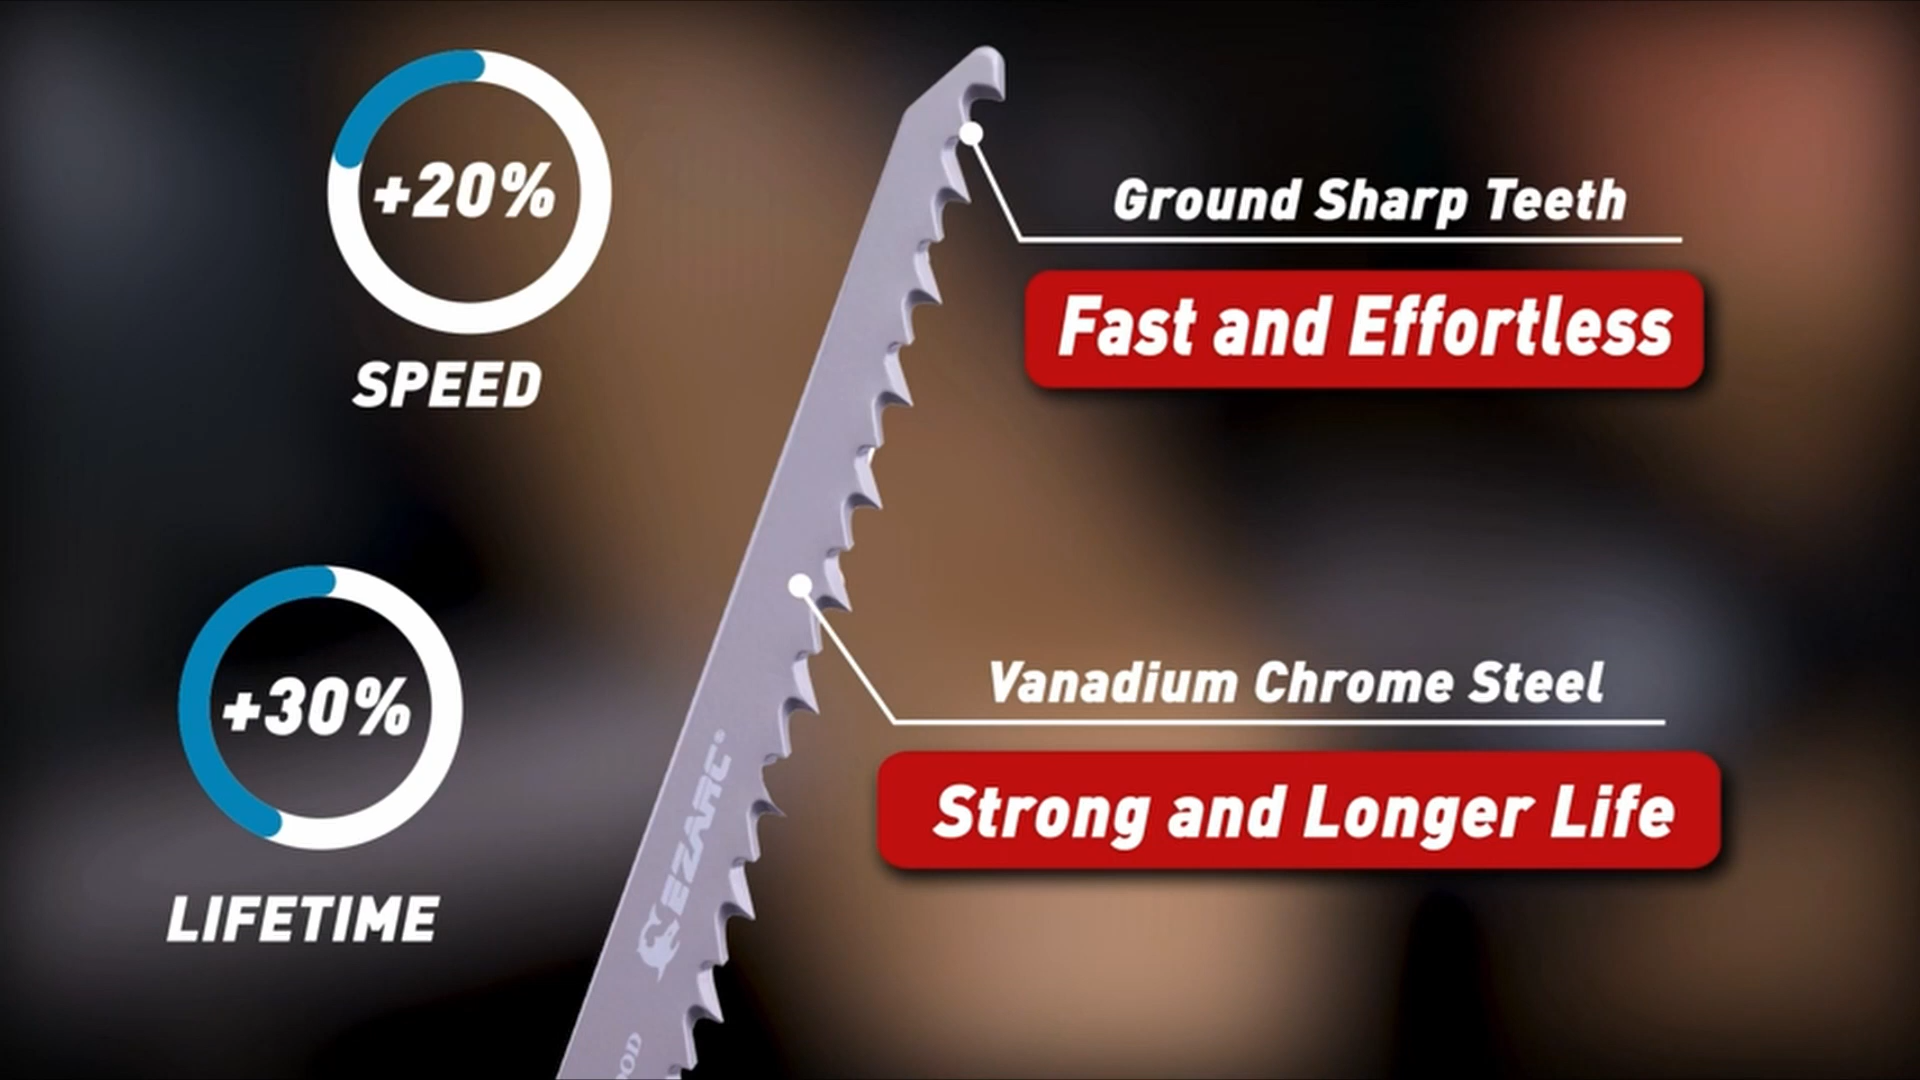 +20%
SPEED
Ground Sharp Teeth
Fast and Effortless
+30%
LIFETIME
Vanadium Chrome Steel
Strong and Longer Life
EZARC®